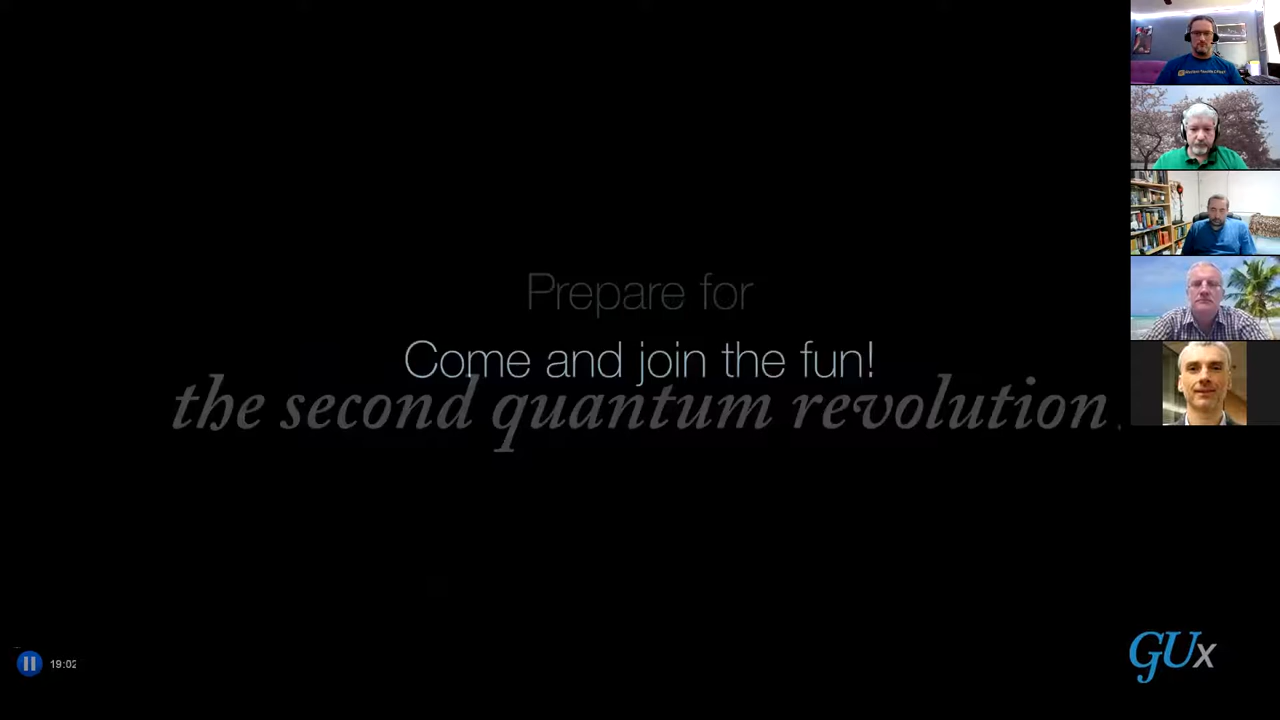 Prepare for
Come and join the fun!
the second quantum revolution.
19:02
GUx